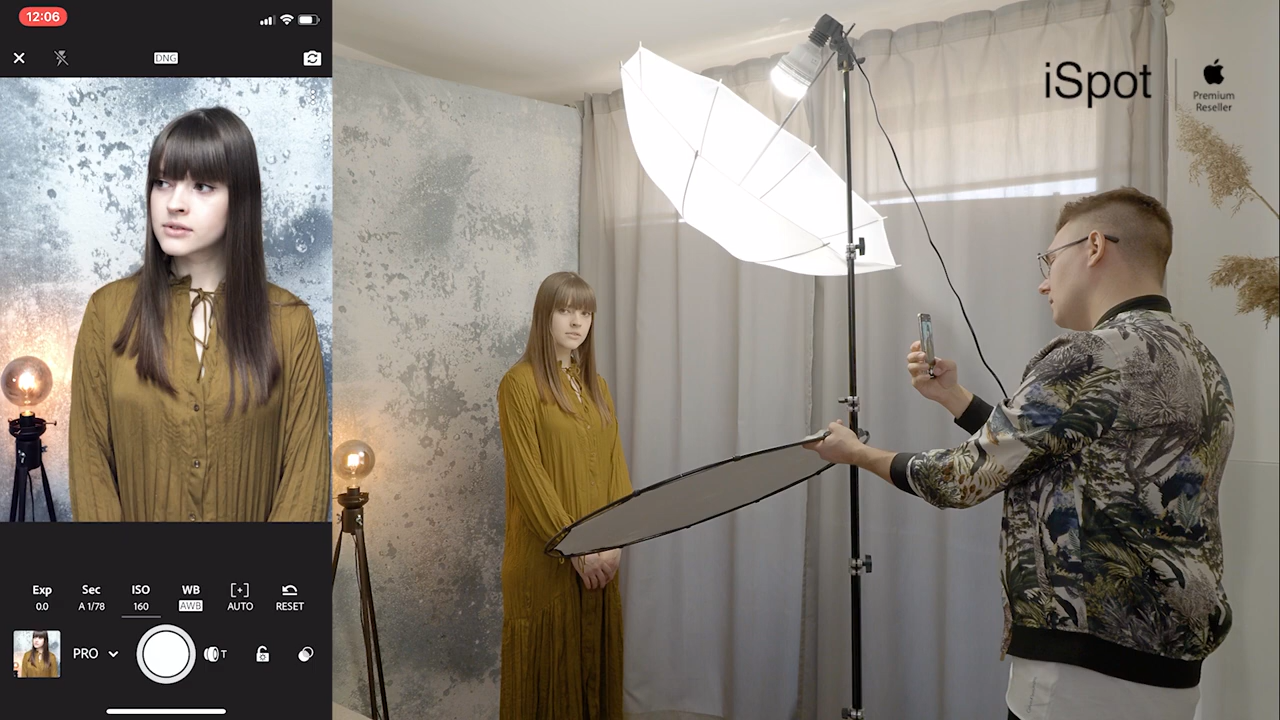 12:06
DNG
iSpot
Premium
Reseller
Exp Sec ISO WB RESET
0.0 A 1/78 160 AWB AUTO
PRO T